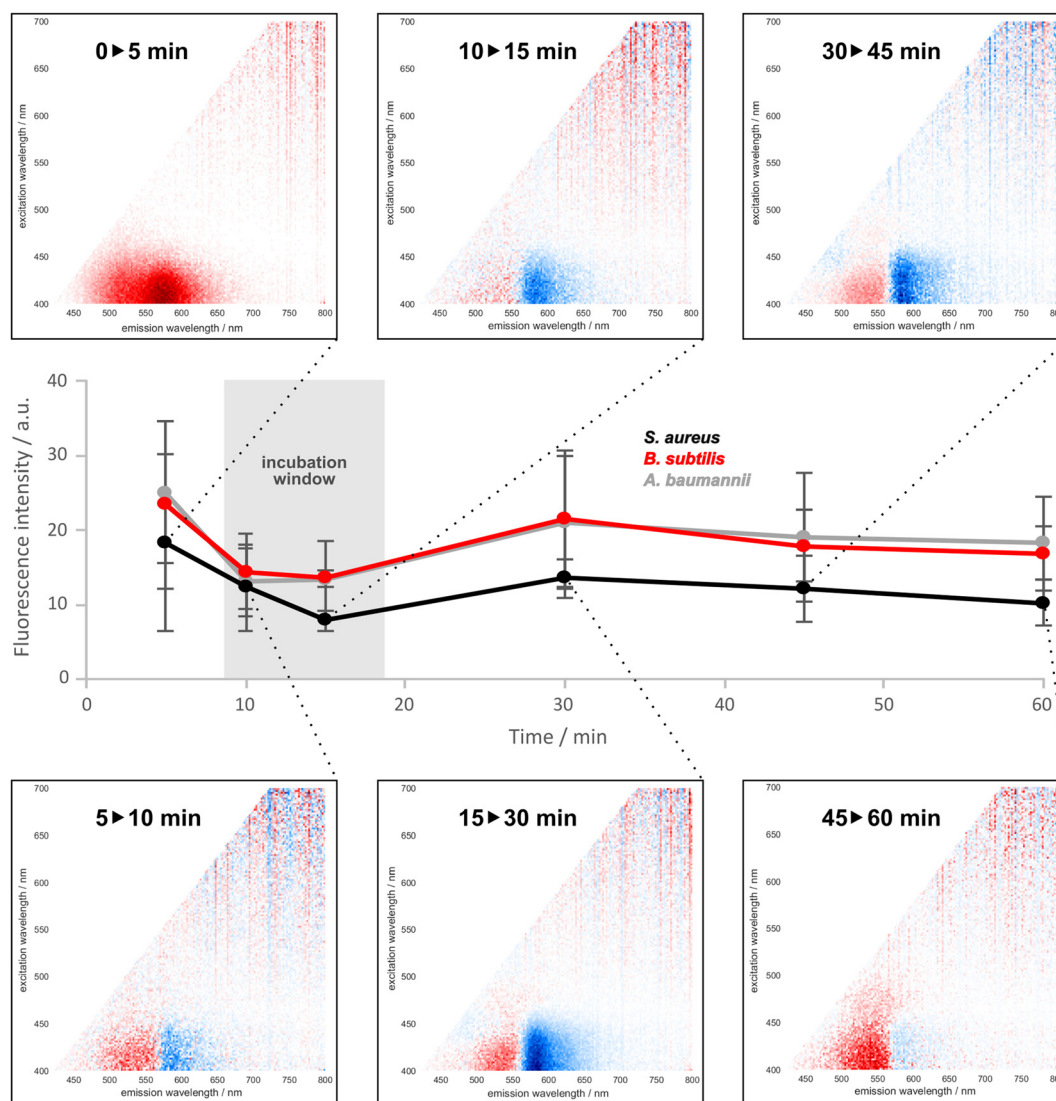 0►5 min
10►15 min
30►45 min
700
650
600
550
500
450
400
excitation wavelength / nm
450 500 550 600 650 700 750 800
emission wavelength / nm
700
650
600
550
500
450
400
excitation wavelength / nm
450 500 550 600 650 700 750 800
emission wavelength / nm
700
650
600
550
500
450
400
excitation wavelength / nm
450 500 550 600 650 700 750 800
emission wavelength / nm
40
30
20
10
0
Fluorescence intensity / a.u.
incubation
window
S. aureus
B. subtilis
A. baumannii
0 10 20 30 40 50 60
Time / min
5►10 min
15►30 min
45►60 min
700
650
600
550
500
450
400
excitation wavelength / nm
450 500 550 600 650 700 750 800
emission wavelength / nm
700
650
600
550
500
450
400
excitation wavelength / nm
450 500 550 600 650 700 750 800
emission wavelength / nm
700
650
600
550
500
450
400
excitation wavelength / nm
450 500 550 600 650 700 750 800
emission wavelength / nm